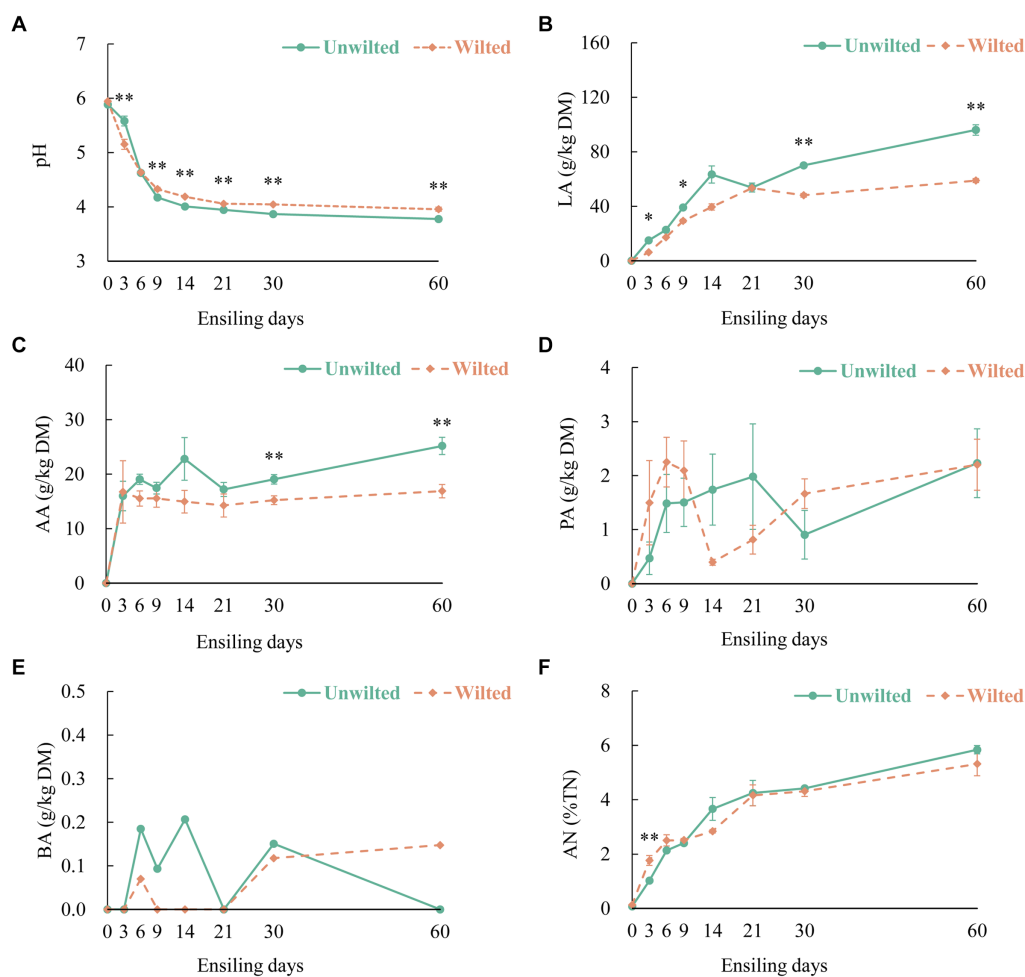 A
B
7
6
5
4
3
pH
Unwilted
Wilted
**
**
**
**
**
**
0 3 6 9 14 21 30 60
Ensiling days
160
120
80
40
0
LA (g/kg DM)
Unwilted
Wilted
*
*
**
**
0 3 6 9 14 21 30 60
Ensiling days
C
D
40
30
20
10
0
AA (g/kg DM)
Unwilted
Wilted
**
**
0 3 6 9 14 21 30 60
Ensiling days
4
3
2
1
0
PA (g/kg DM)
Unwilted
Wilted
0 3 6 9 14 21 30 60
Ensiling days
E
F
0.5
0.4
0.3
0.2
0.1
0.0
BA (g/kg DM)
Unwilted
Wilted
0 3 6 9 14 21 30 60
Ensiling days
8
6
4
2
0
AN (%TN)
Unwilted
Wilted
**
0 3 6 9 14 21 30 60
Ensiling days